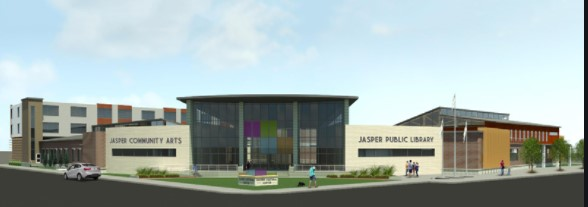 JASPER COMMUNITY ARTS
JASPER PUBLIC LIBRARY